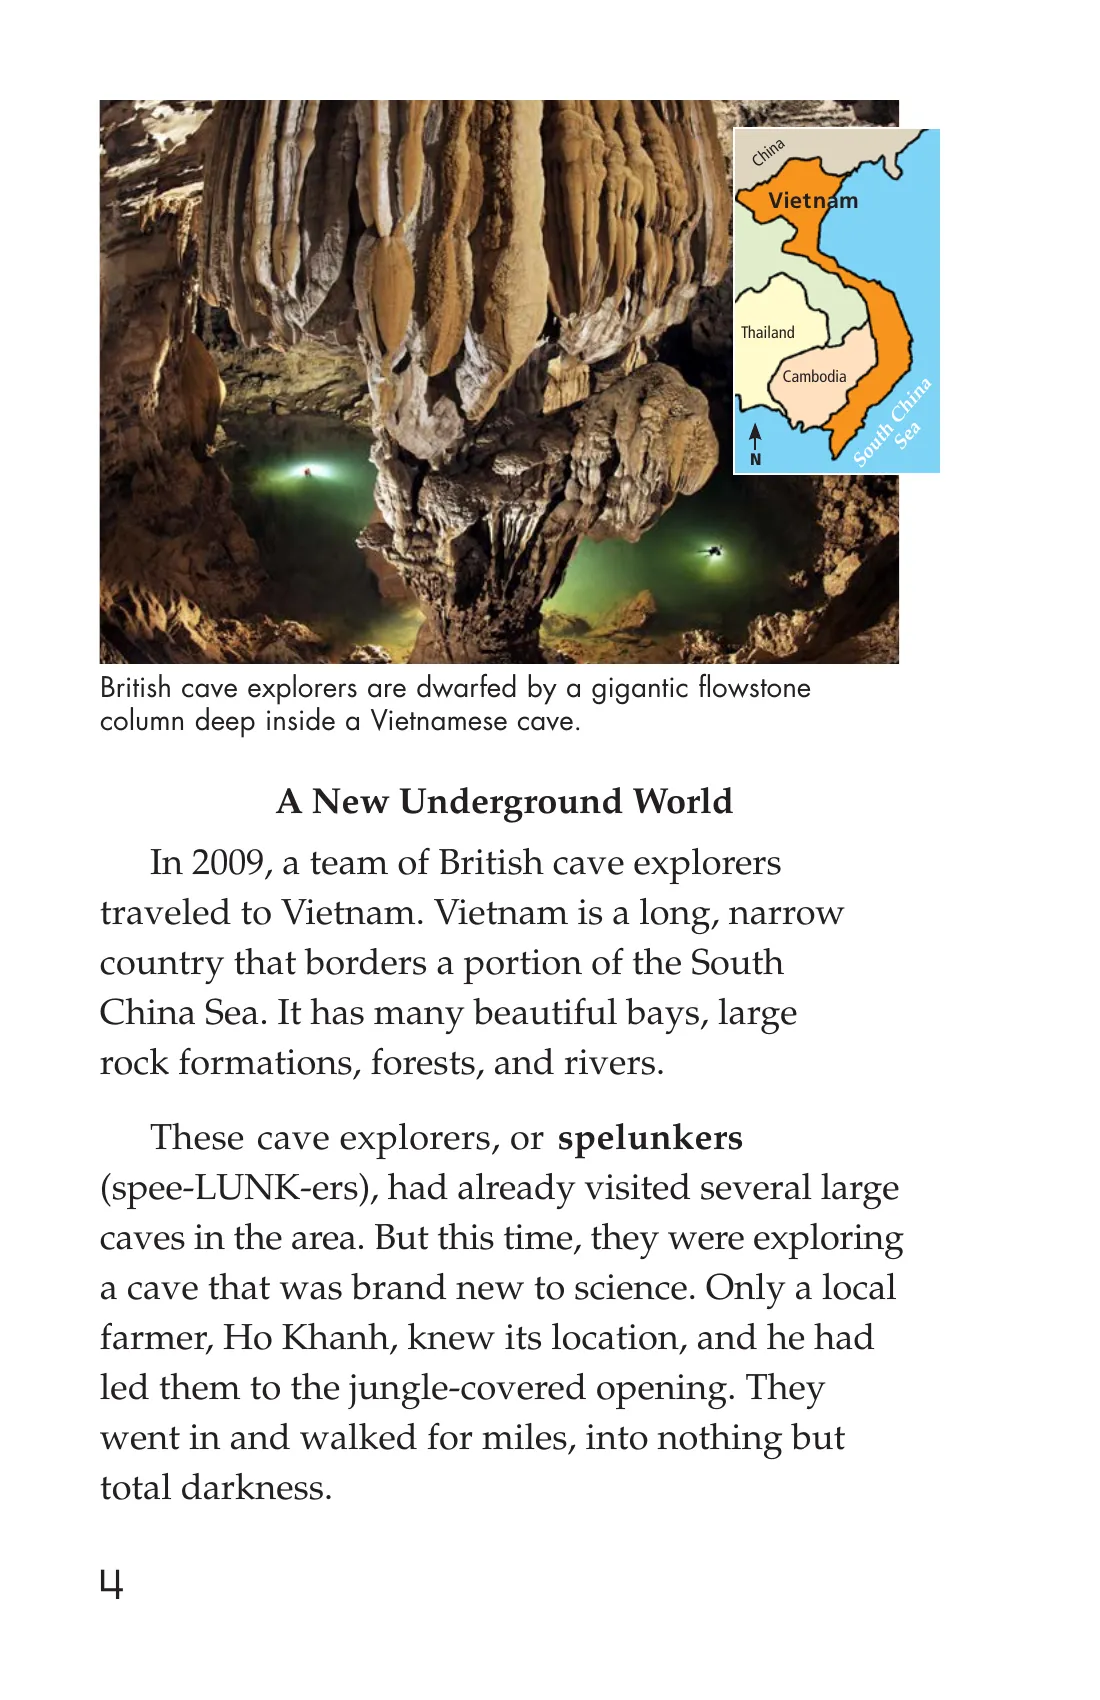 China
Vietnam
Thailand
Cambodia
South China
Sea
N
British cave explorers are dwarfed by a gigantic flowstone
column deep inside a Vietnamese cave.
A New Underground World
In 2009, a team of British cave explorers
traveled to Vietnam. Vietnam is a long, narrow
country that borders a portion of the South
China Sea. It has many beautiful bays, large
rock formations, forests, and rivers.
These cave explorers, or spelunkers
(spee-LUNK-ers), had already visited several large
caves in the area. But this time, they were exploring
a cave that was brand new to science. Only a local
farmer, Ho Khanh, knew its location, and he had
led them to the jungle-covered opening. They
went in and walked for miles, into nothing but
total darkness.
4